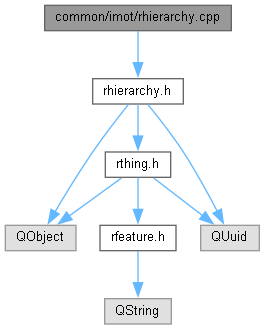 common/imot/rhierarchy.cpp
rhierarchy.h
rthing.h
QObject
rfeature.h
QUuid
QString